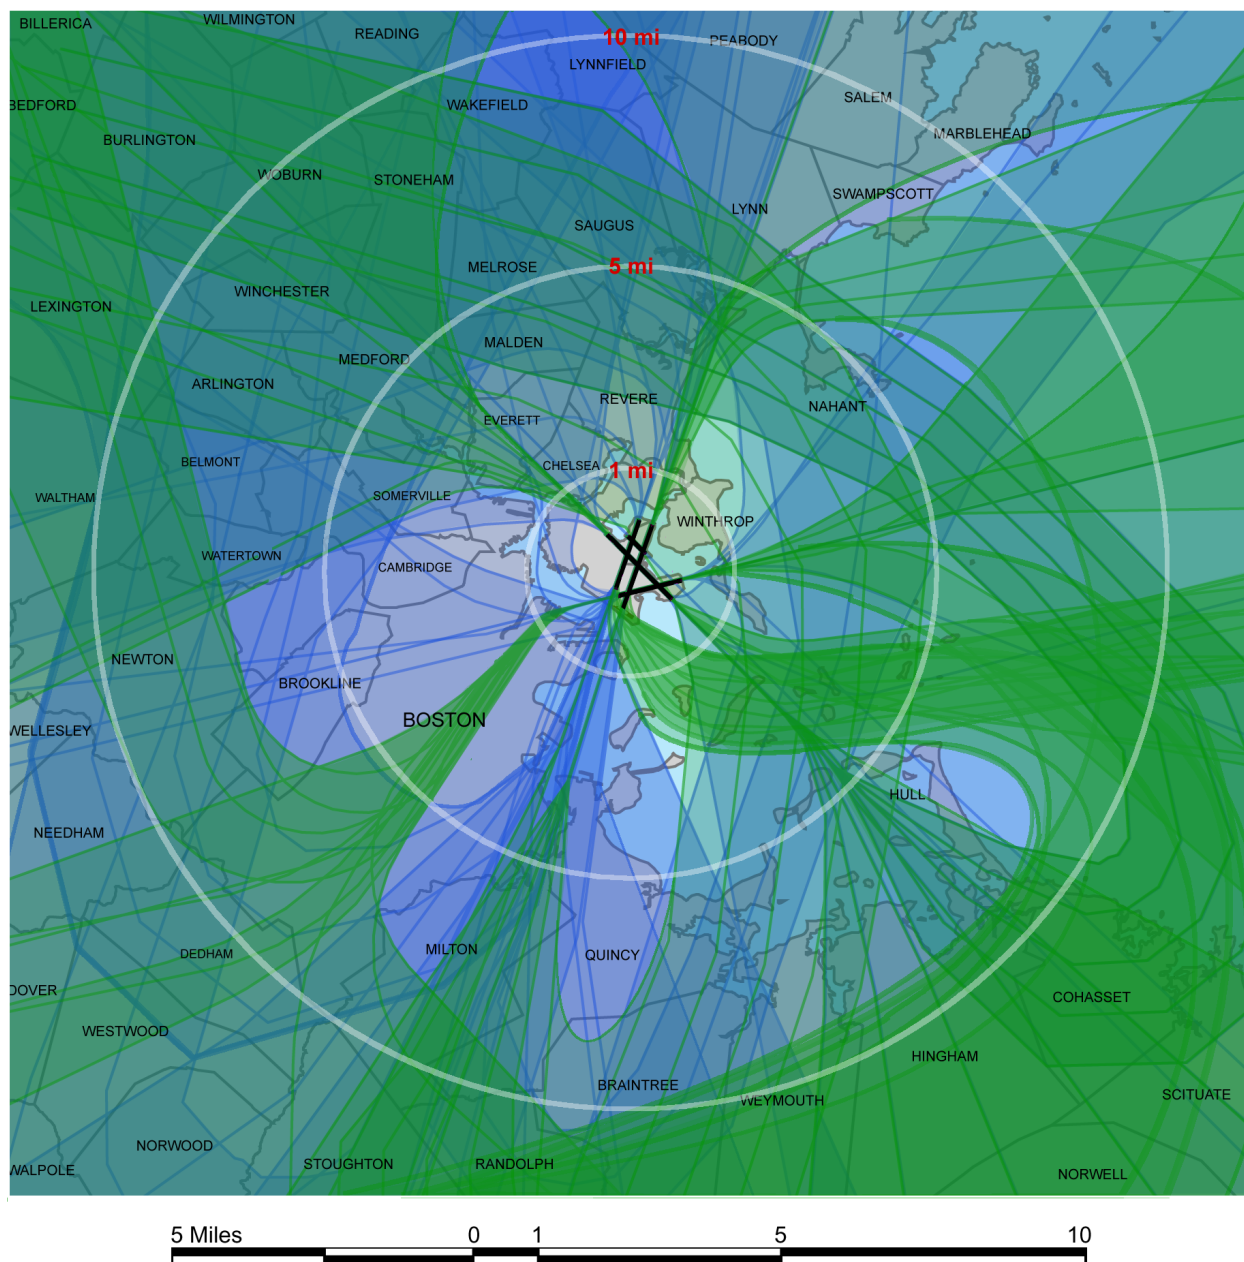 BILLERICA
WILMINGTON
READING
10 mi
PEABODY
LYNNFIELD
BEDFORD
WAKEFIELD
SALEM
BURLINGTON
MARBLEHEAD
WOBURN
STONEHAM
SWAMPSCOTT
LYNN
SAUGUS
MELROSE
5 mi
WINCHESTER
LEXINGTON
MALDEN
MEDFORD
ARLINGTON
REVERE
NAHANT
EVERETT
BELMONT
CHELSEA
1 mi
WALTHAM
SOMERVILLE
WINTHROP
WATERTOWN
CAMBRIDGE
NEWTON
BROOKLINE
BOSTON
WELLESLEY
HULL
NEEDHAM
MILTON
QUINCY
DEDHAM
DOVER
COHASSET
WESTWOOD
HINGHAM
BRAINTREE
WEYMOUTH
SCITUATE
NORWOOD
STOUGHTON
RANDOLPH
WALPOLE
NORWELL
5 Miles 0 1 5 10